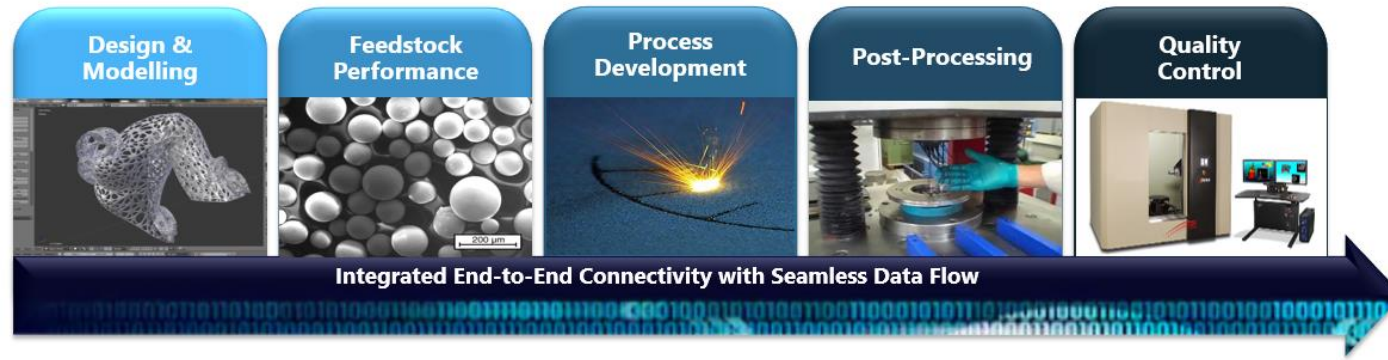 Design &
Modelling
Feedstock
Performance
Process
Development
Post-Processing
Quality
Control
200 µm
Integrated End-to-End Connectivity with Seamless Data Flow